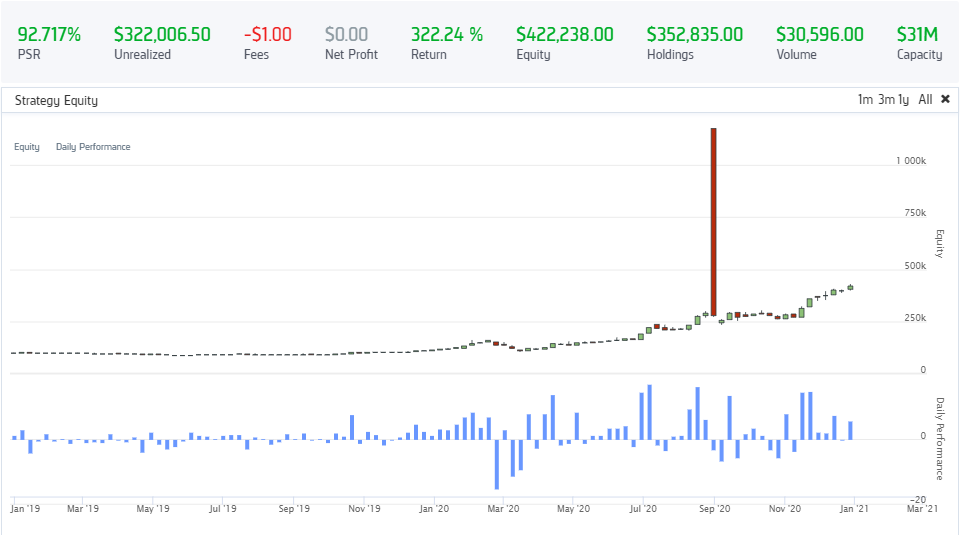 92.717% $322,006.50 -$1.00 $0.00 322.24 % $422,238.00 $352,835.00 $30,596.00 $31M
PSR Unrealized Fees Net Profit Return Equity Holdings Volume Capacity
Strategy Equity 1m 3m 1y All ✖
Equity Daily Performance
1 000k
750k
500k
250k
0
Equity
0
-20
Daily Performance
Jan '19 Mar '19 May '19 Jul '19 Sep '19 Nov '19 Jan '20 Mar '20 May '20 Jul '20 Sep '20 Nov '20 Jan '21 Mar '21